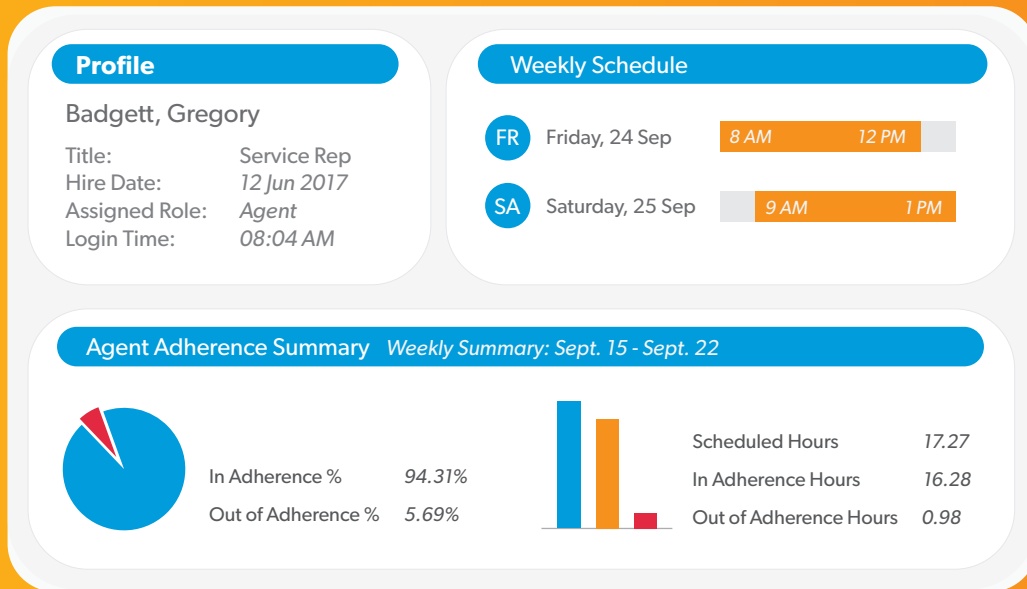 Profile
Badgett, Gregory
Title: Service Rep
Hire Date: 12 Jun 2017
Assigned Role: Agent
Login Time: 08:04 AM
Weekly Schedule
FR Friday, 24 Sep 8 AM 12 PM
SA Saturday, 25 Sep 9 AM 1 PM
Agent Adherence Summary Weekly Summary: Sept. 15 - Sept. 22
In Adherence % 94.31%
Out of Adherence % 5.69%
Scheduled Hours 17.27
In Adherence Hours 16.28
Out of Adherence Hours 0.98